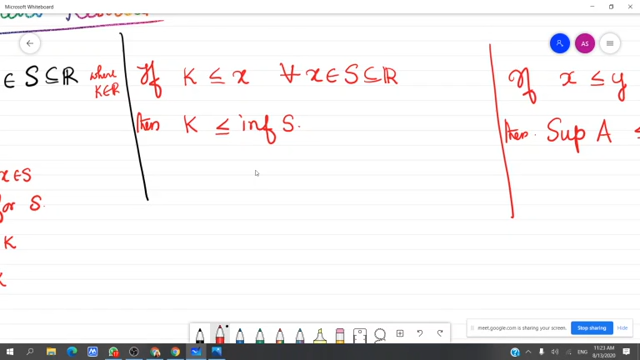 Microsoft Whiteboard
AS
∈ S ⊆ ℝ where K∈ℝ
x∈S
for S.
K
If K ≤ x ∀ x ∈ S ⊆ ℝ
then K ≤ inf S.
If x ≤ y
then. Sup A ≤
meet.google.com is sharing your screen. Stop sharing Hide
ENG 11:23 AM
8/13/2020